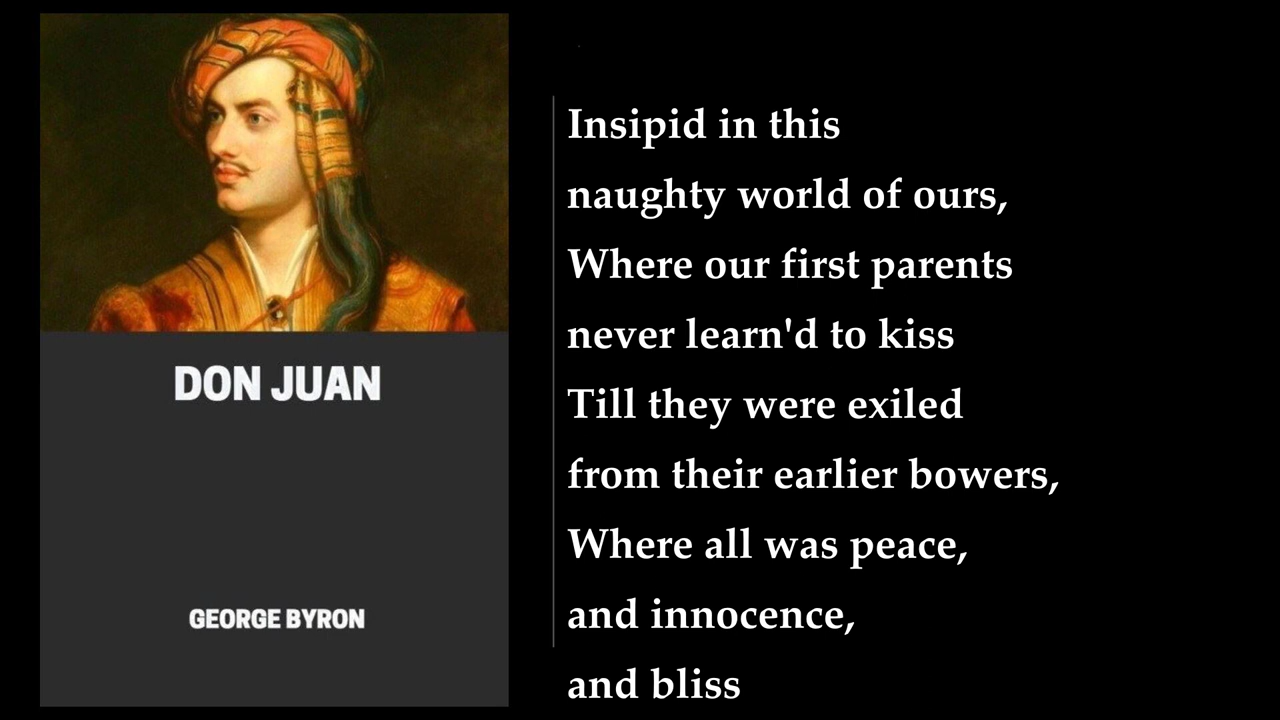 DON JUAN
GEORGE BYRON
Insipid in this
naughty world of ours,
Where our first parents
never learn'd to kiss
Till they were exiled
from their earlier bowers,
Where all was peace,
and innocence,
and bliss